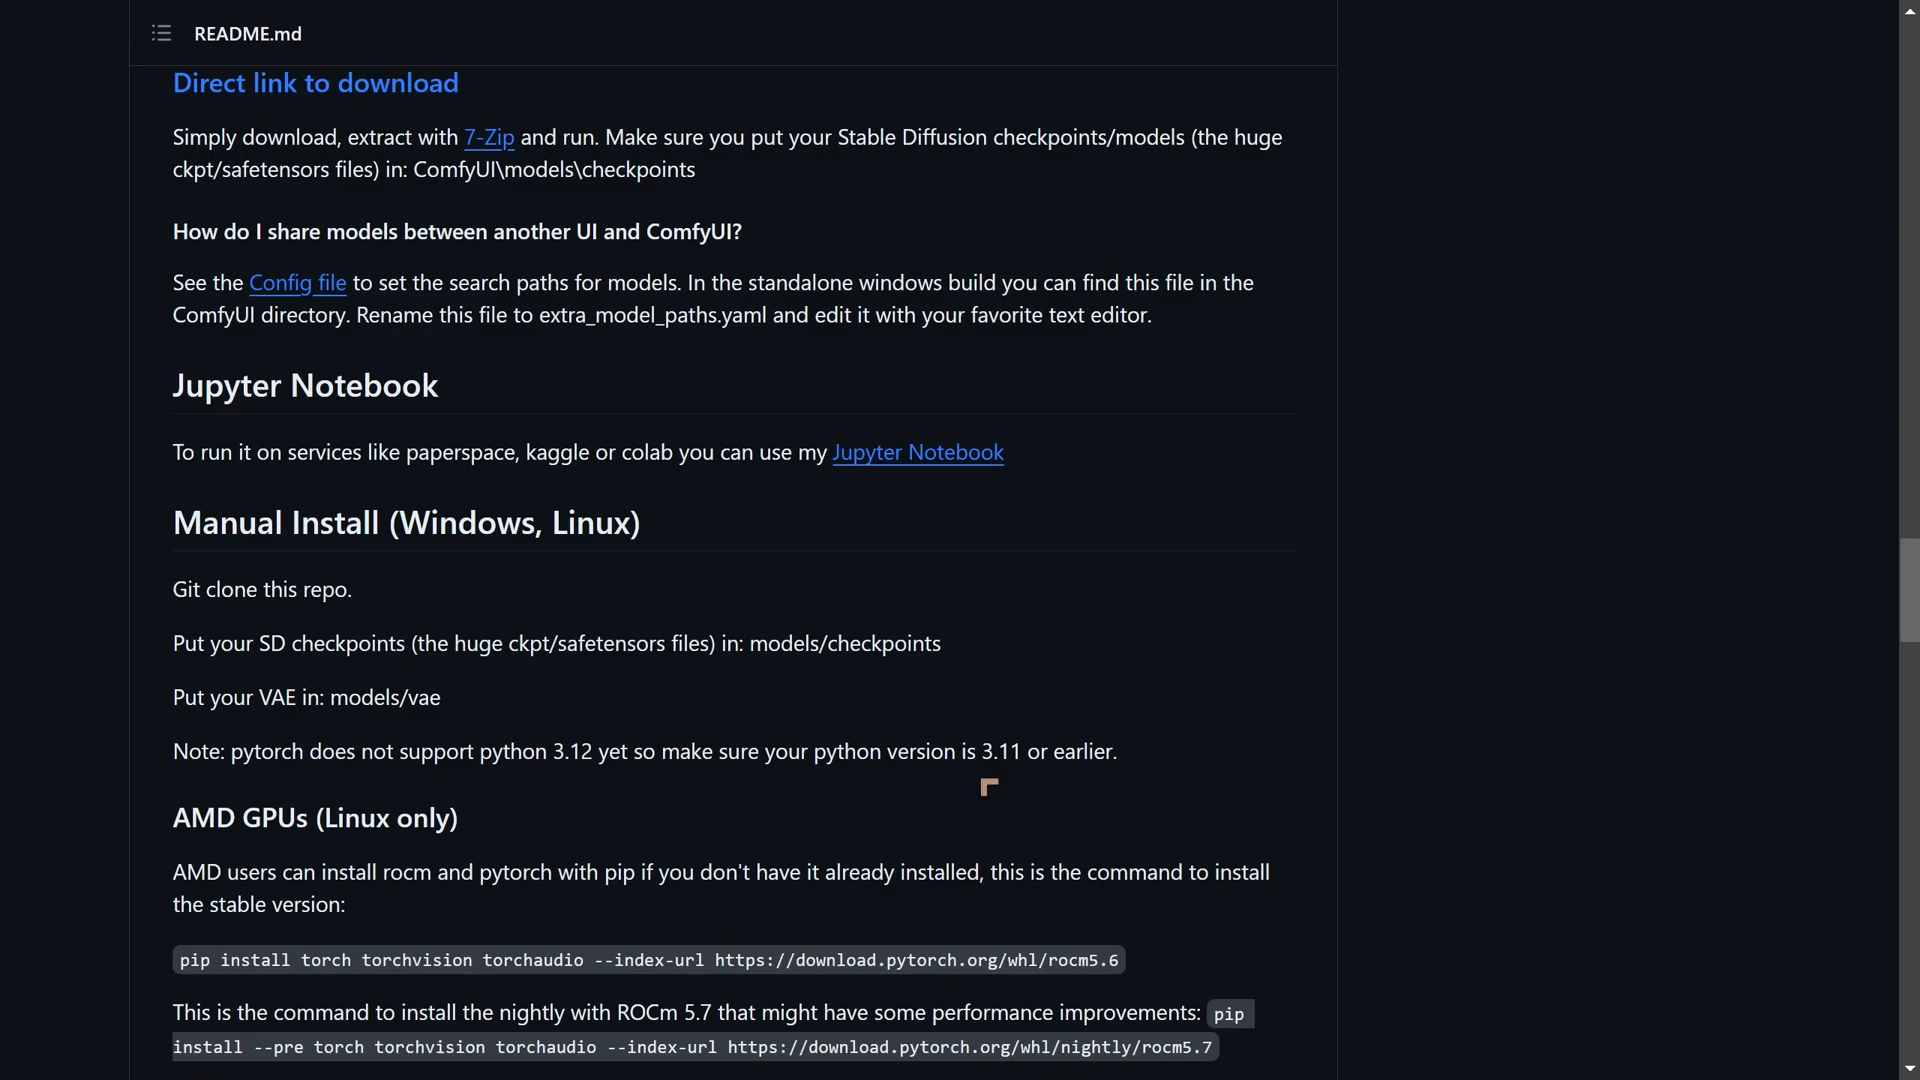 README.md
Direct link to download
Simply download, extract with 7-Zip and run. Make sure you put your Stable Diffusion checkpoints/models (the huge
ckpt/safetensors files) in: ComfyUI\models\checkpoints
How do I share models between another UI and ComfyUI?
See the Config file to set the search paths for models. In the standalone windows build you can find this file in the
ComfyUI directory. Rename this file to extra_model_paths.yaml and edit it with your favorite text editor.
Jupyter Notebook
To run it on services like paperspace, kaggle or colab you can use my Jupyter Notebook
Manual Install (Windows, Linux)
Git clone this repo.
Put your SD checkpoints (the huge ckpt/safetensors files) in: models/checkpoints
Put your VAE in: models/vae
Note: pytorch does not support python 3.12 yet so make sure your python version is 3.11 or earlier.
AMD GPUs (Linux only)
AMD users can install rocm and pytorch with pip if you don't have it already installed, this is the command to install
the stable version:
pip install torch torchvision torchaudio --index-url https://download.pytorch.org/whl/rocm5.6
This is the command to install the nightly with ROCm 5.7 that might have some performance improvements: pip
install --pre torch torchvision torchaudio --index-url https://download.pytorch.org/whl/nightly/rocm5.7